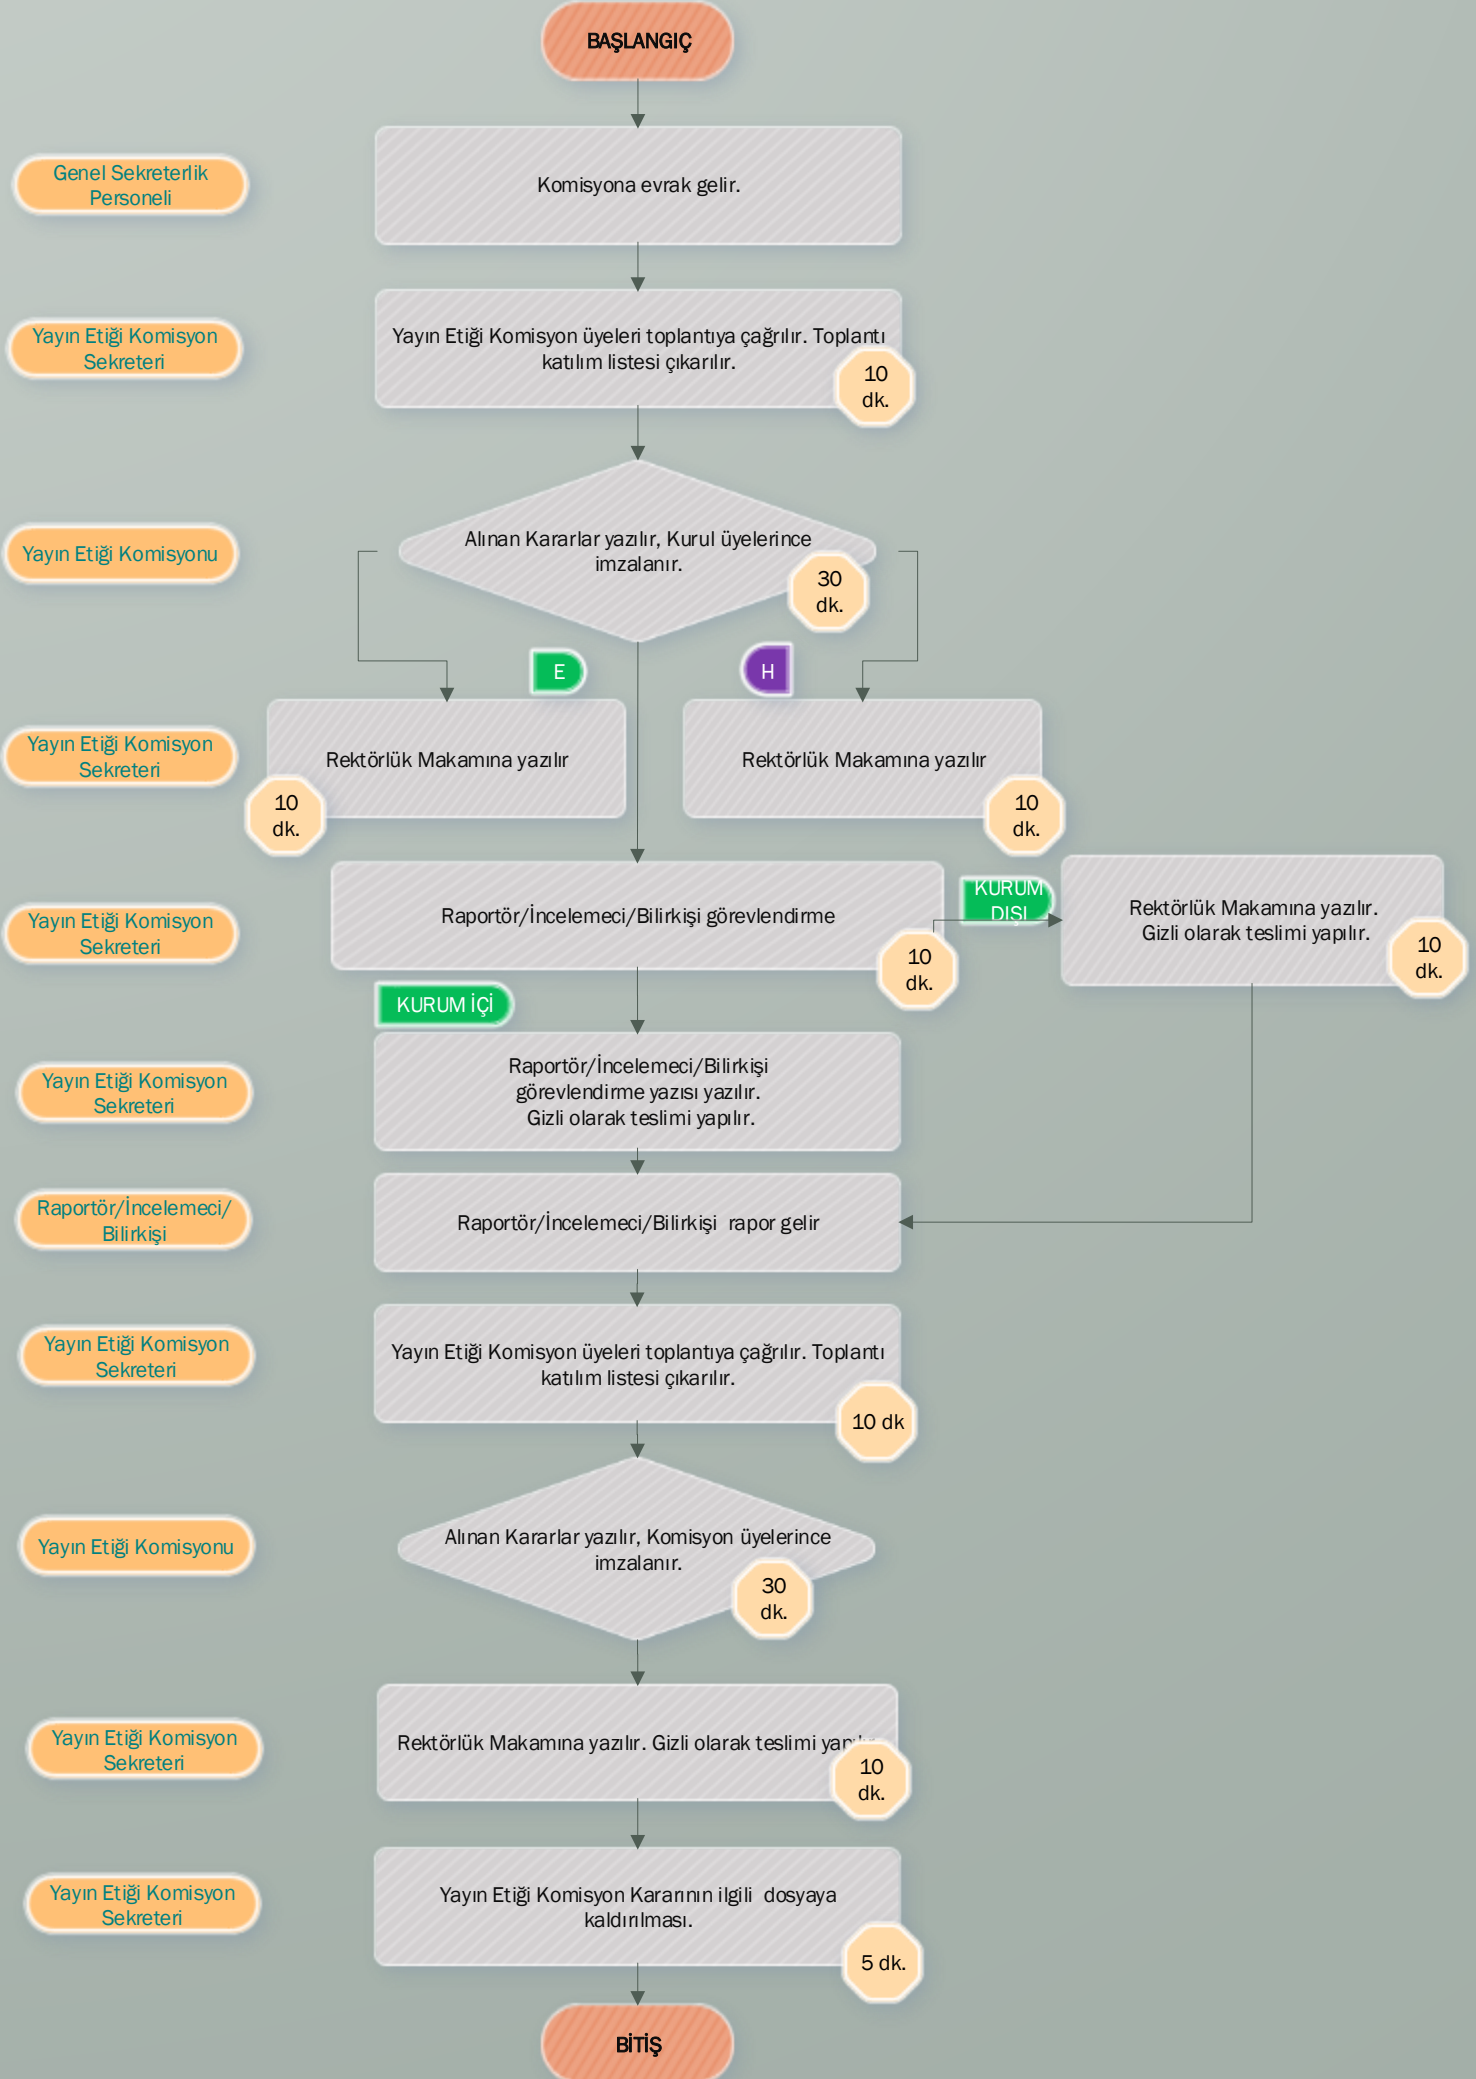 BAŞLANGIÇ
Genel Sekreterlik
Personeli
Komisyona evrak gelir.
Yayın Etiği Komisyon
Sekreteri
Yayın Etiği Komisyon üyeleri toplantıya çağrılır. Toplantı
katılım listesi çıkarılır.
10
dk.
Yayın Etiği Komisyonu
Alınan Kararlar yazılır, Kurul üyelerince
imzalanır.
30
dk.
E
H
Yayın Etiği Komisyon
Sekreteri
Rektörlük Makamına yazılır
10
dk.
Rektörlük Makamına yazılır
10
dk.
Yayın Etiği Komisyon
Sekreteri
Raportör/İncelemeci/Bilirkişi görevlendirme
10
dk.
KURUM
DIŞI
Rektörlük Makamına yazılır.
Gizli olarak teslimi yapılır.
10
dk.
KURUM İÇİ
Yayın Etiği Komisyon
Sekreteri
Raportör/İncelemeci/Bilirkişi
görevlendirme yazısı yazılır.
Gizli olarak teslimi yapılır.
Raportör/İncelemeci/
Bilirkişi
Raportör/İncelemeci/Bilirkişi  rapor gelir
Yayın Etiği Komisyon
Sekreteri
Yayın Etiği Komisyon üyeleri toplantıya çağrılır. Toplantı
katılım listesi çıkarılır.
10 dk
Yayın Etiği Komisyonu
Alınan Kararlar yazılır, Komisyon üyelerince
imzalanır.
30
dk.
Yayın Etiği Komisyon
Sekreteri
Rektörlük Makamına yazılır. Gizli olarak teslimi
10
dk.
Yayın Etiği Komisyon
Sekreteri
Yayın Etiği Komisyon Kararının ilgili  dosyaya
kaldırılması.
5 dk.
BİTİŞ